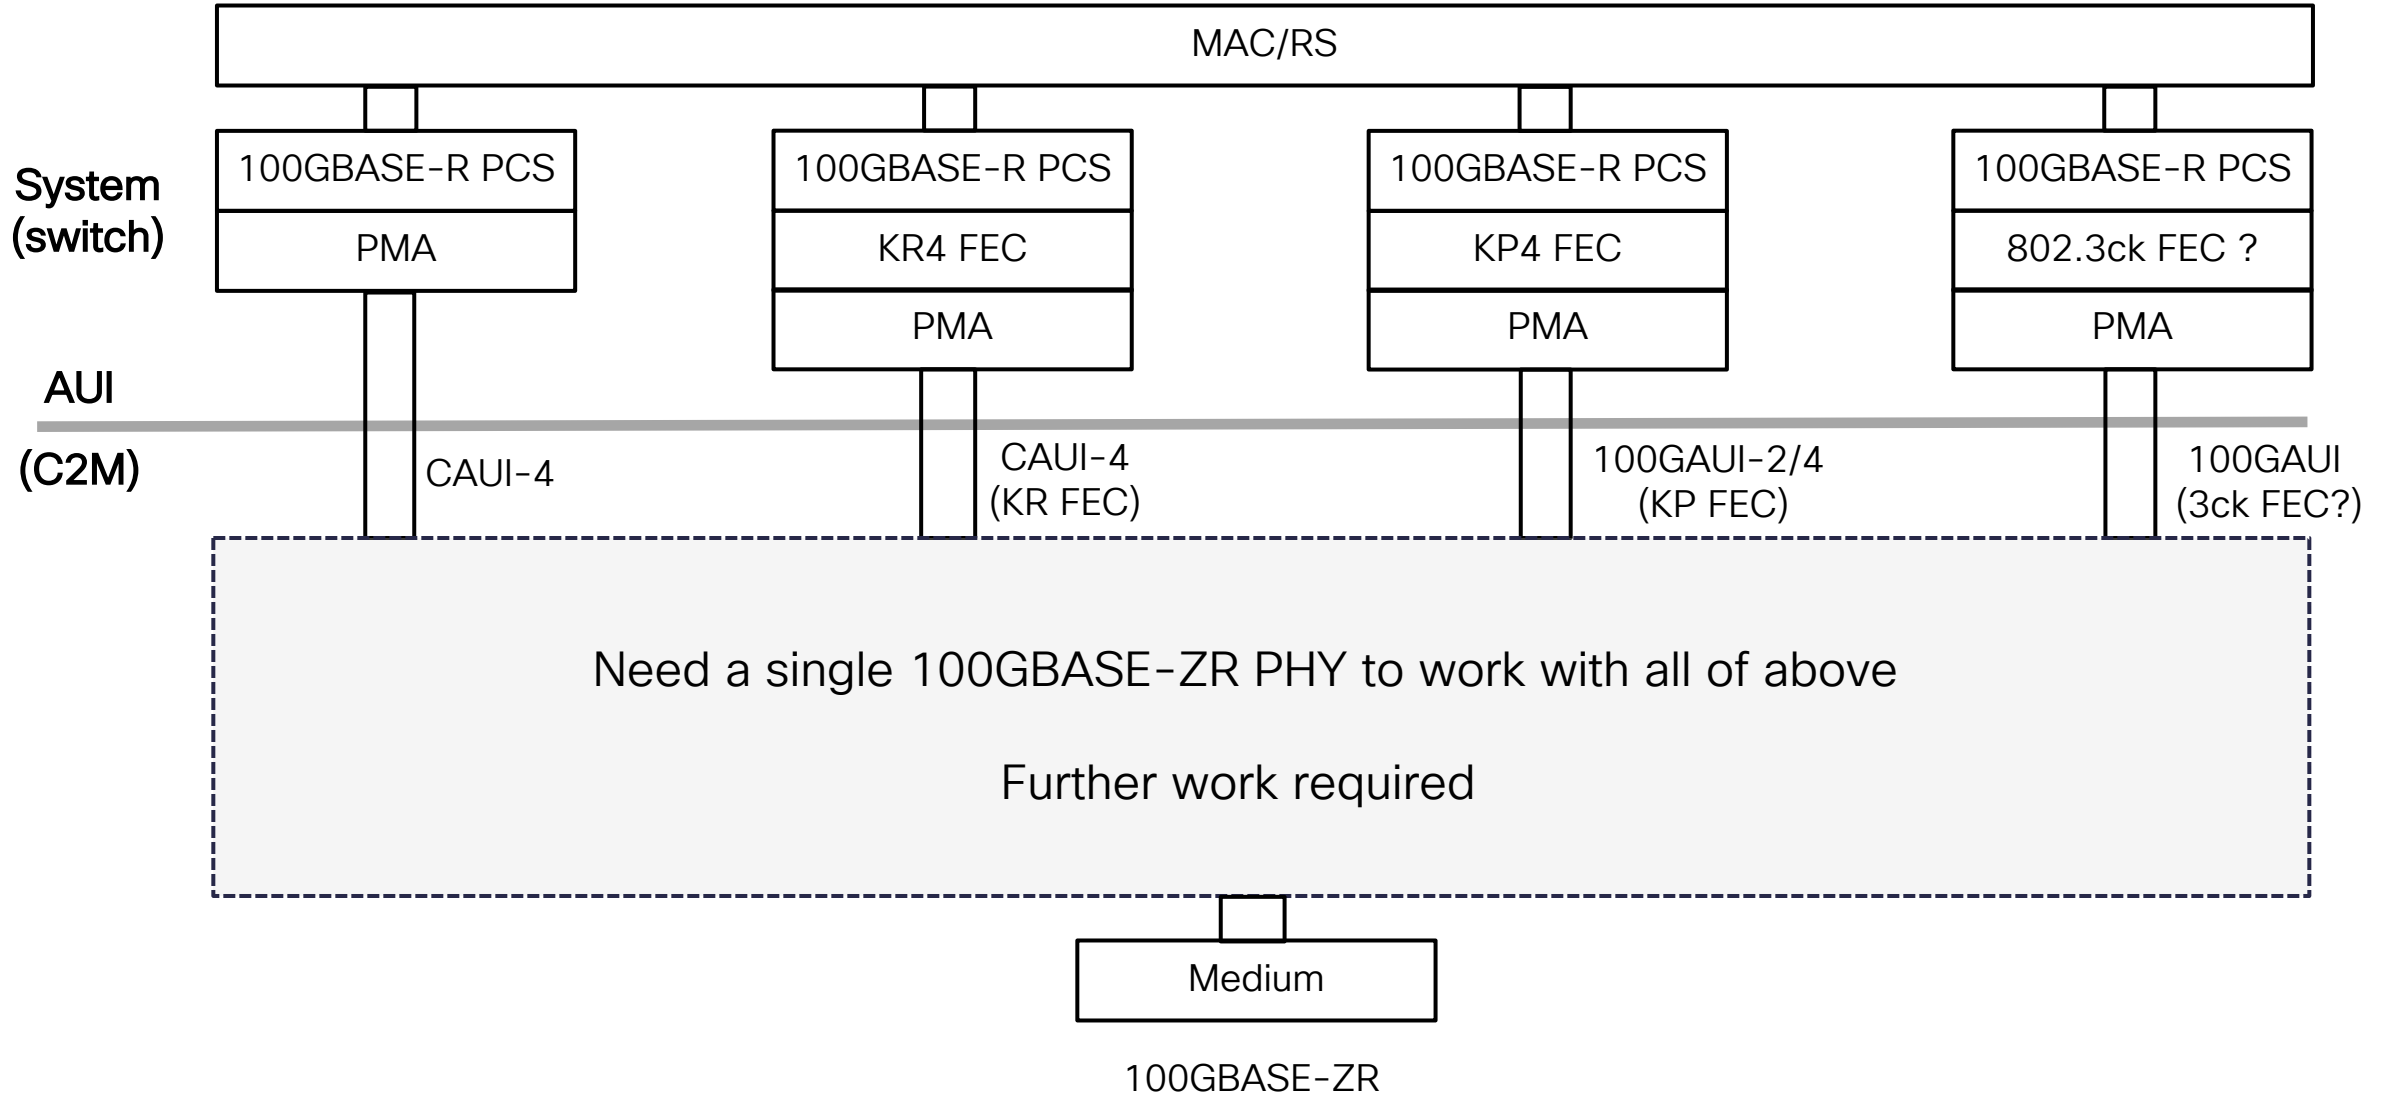 MAC/RS
System
(switch)
100GBASE-R PCS
PMA
100GBASE-R PCS
KR4 FEC
PMA
100GBASE-R PCS
KP4 FEC
PMA
100GBASE-R PCS
802.3ck FEC ?
PMA
AUI
(C2M)
CAUI-4
CAUI-4
(KR FEC)
100GAUI-2/4
(KP FEC)
100GAUI
(3ck FEC?)
Need a single 100GBASE-ZR PHY to work with all of above
Further work required
Medium
100GBASE-ZR